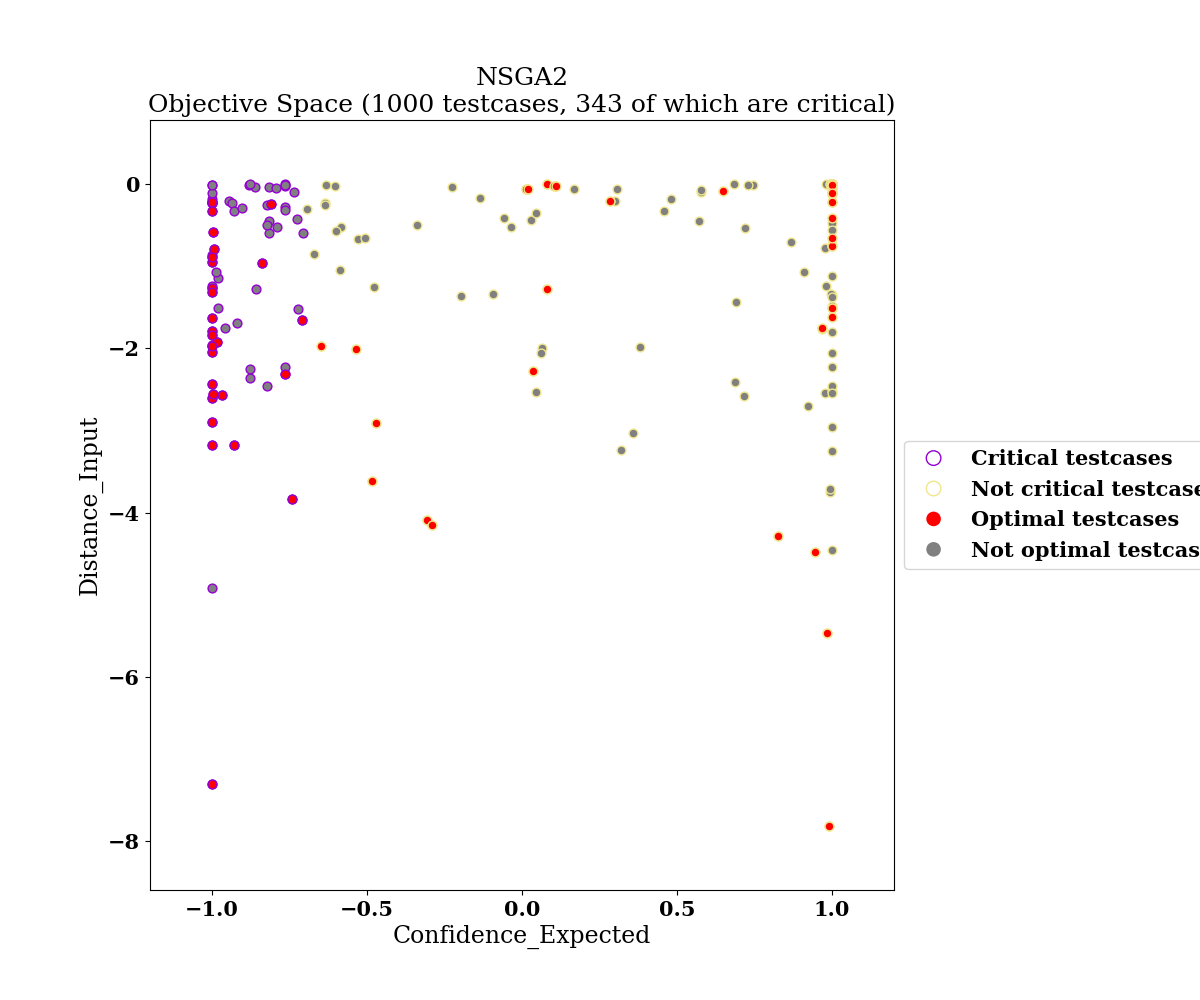 NSGA2
Objective Space (1000 testcases, 343 of which are critical)
0
−2
−4
−6
−8
Distance_Input
−1.0
−0.5
0.0
0.5
1.0
Confidence_Expected
Critical testcases
Not critical testcase
Optimal testcases
Not optimal testcas